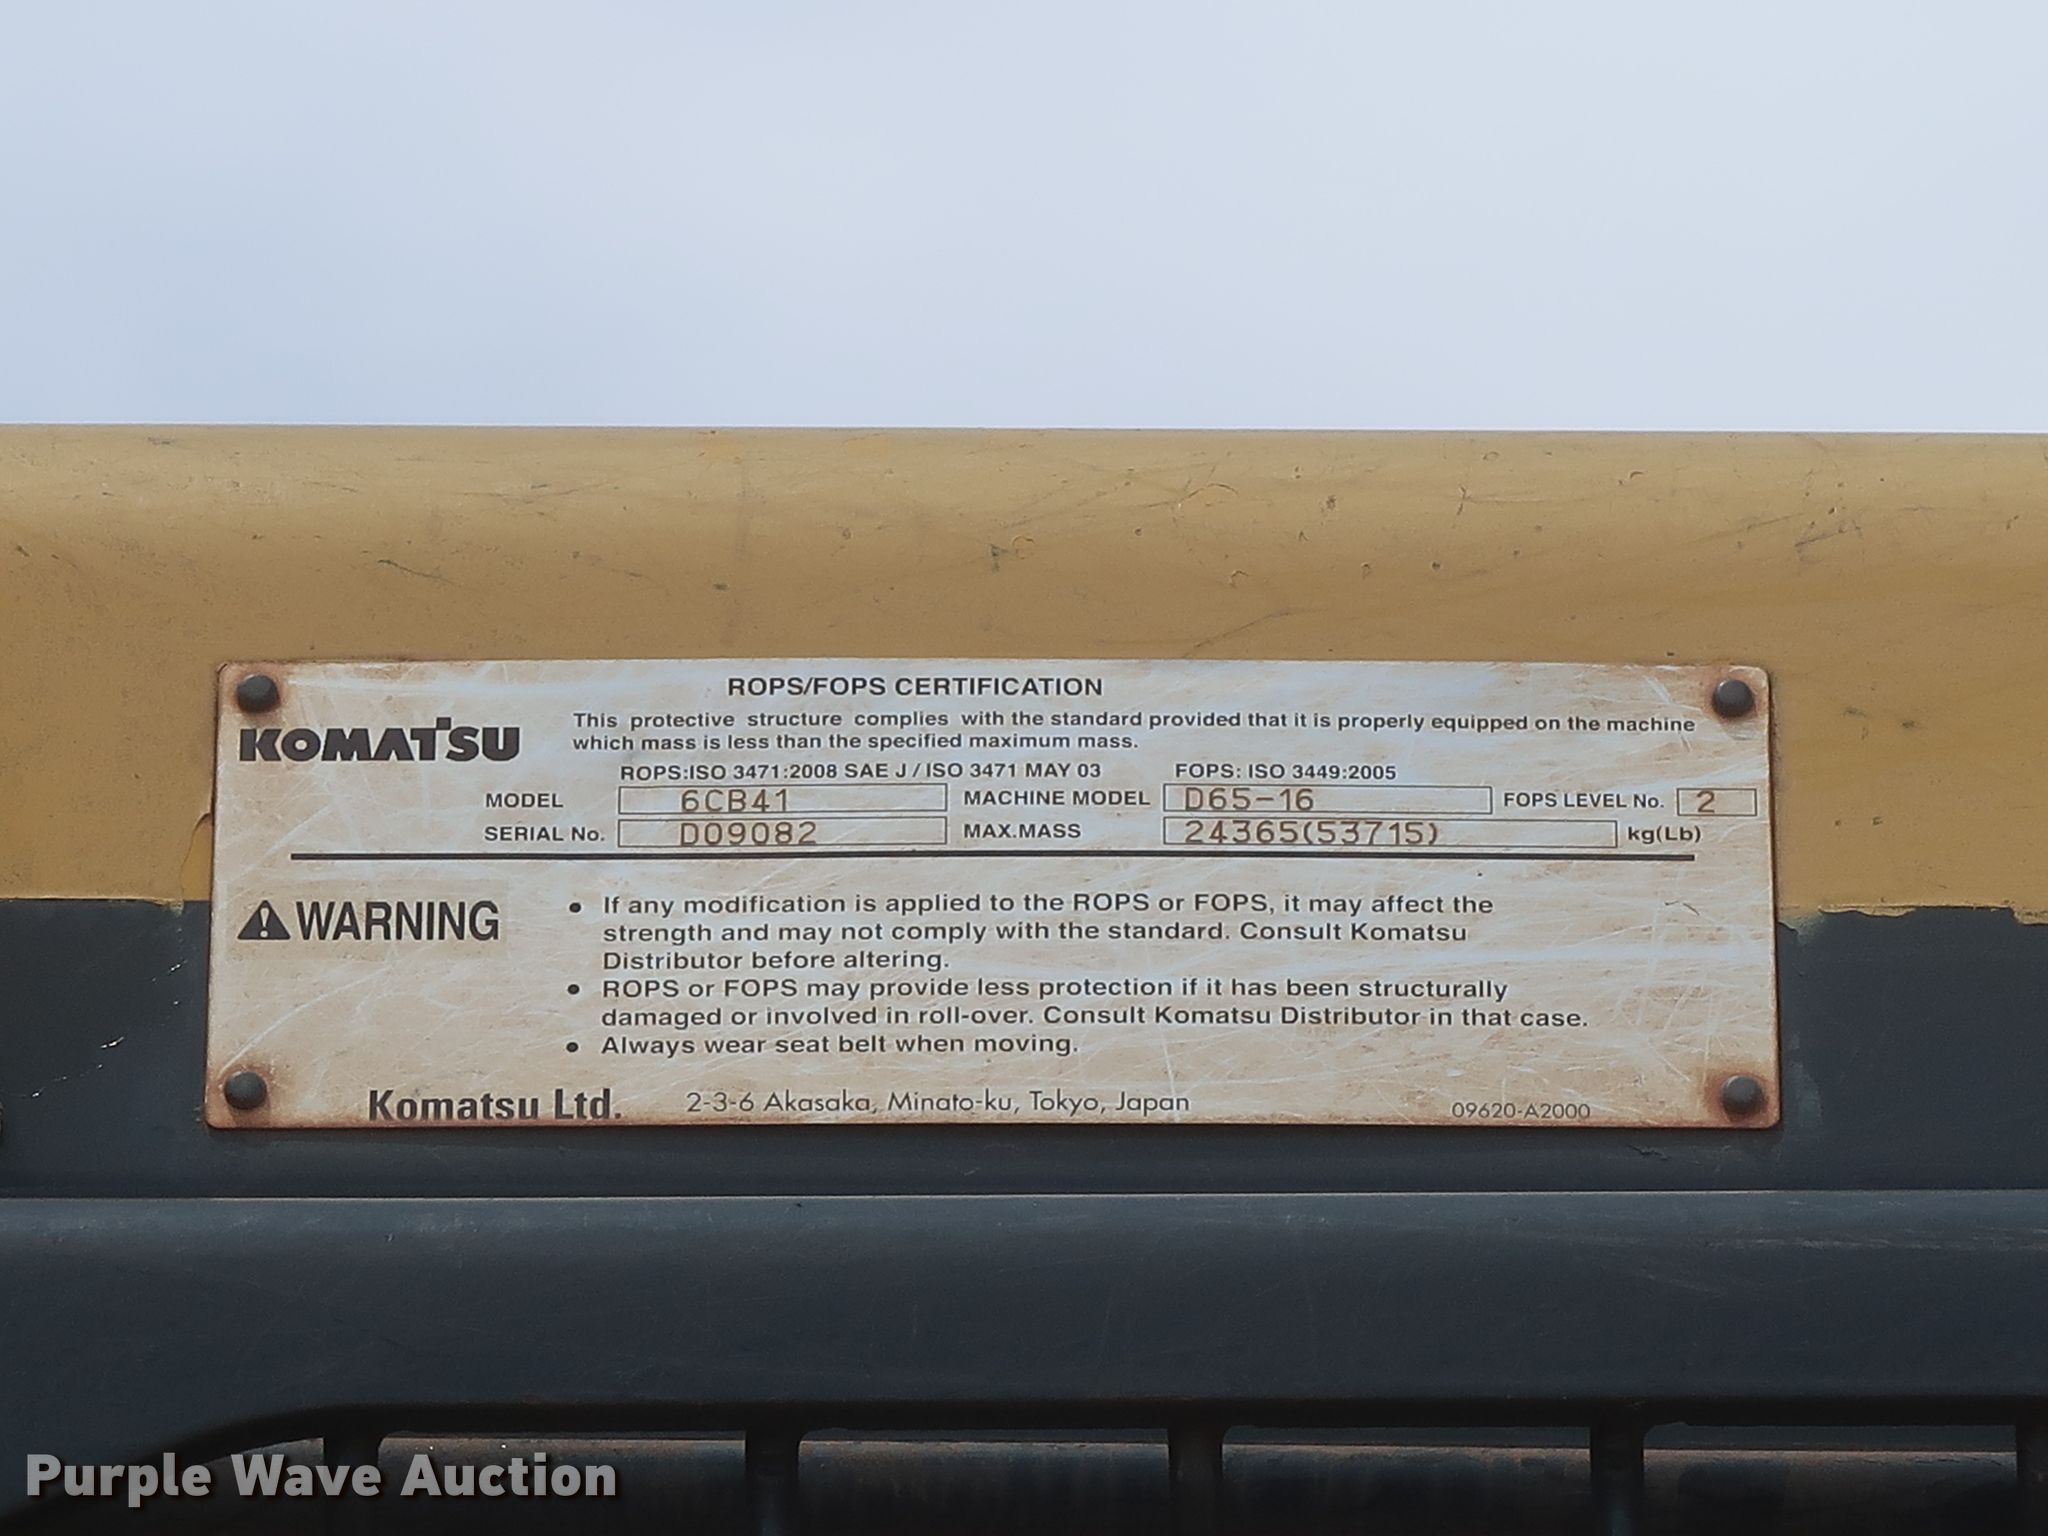 ROPS/FOPS CERTIFICATION
KOMATSU
This protective structure complies with the standard provided that it is properly equipped on the machine
which mass is less than the specified maximum mass.
ROPS:ISO 3471:2008 SAE J / ISO 3471 MAY 03 FOPS: ISO 3449:2005
MODEL 6CB41 MACHINE MODEL D65-16 FOPS LEVEL No. 2
SERIAL No. D09082 MAX.MASS 24365(53715) kg(Lb)
WARNING
• If any modification is applied to the ROPS or FOPS, it may affect the
strength and may not comply with the standard. Consult Komatsu
Distributor before altering.
• ROPS or FOPS may provide less protection if it has been structurally
damaged or involved in roll-over. Consult Komatsu Distributor in that case.
• Always wear seat belt when moving.
Komatsu Ltd. 2-3-6 Akasaka, Minato-ku, Tokyo, Japan 09620-A2000
Purple Wave Auction